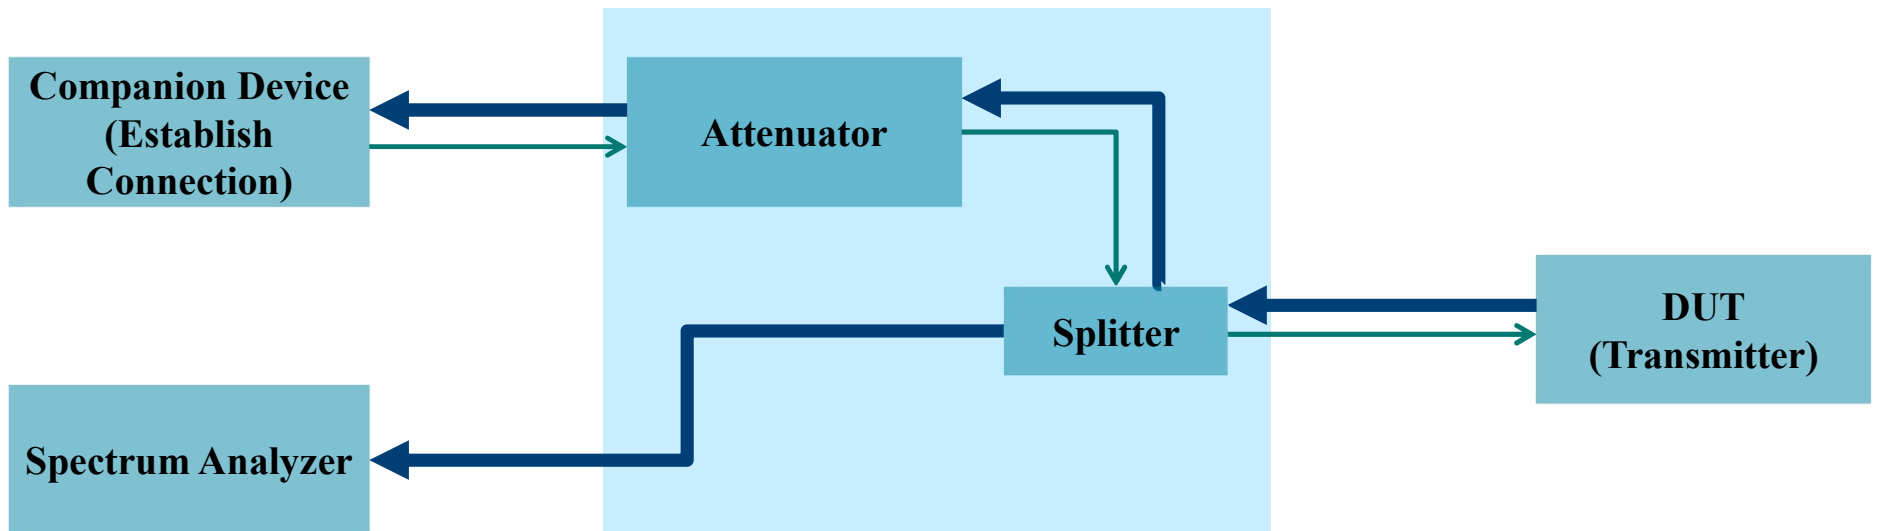 Companion Device
(Establish
Connection)
Attenuator
Splitter
DUT
(Transmitter)
Spectrum Analyzer